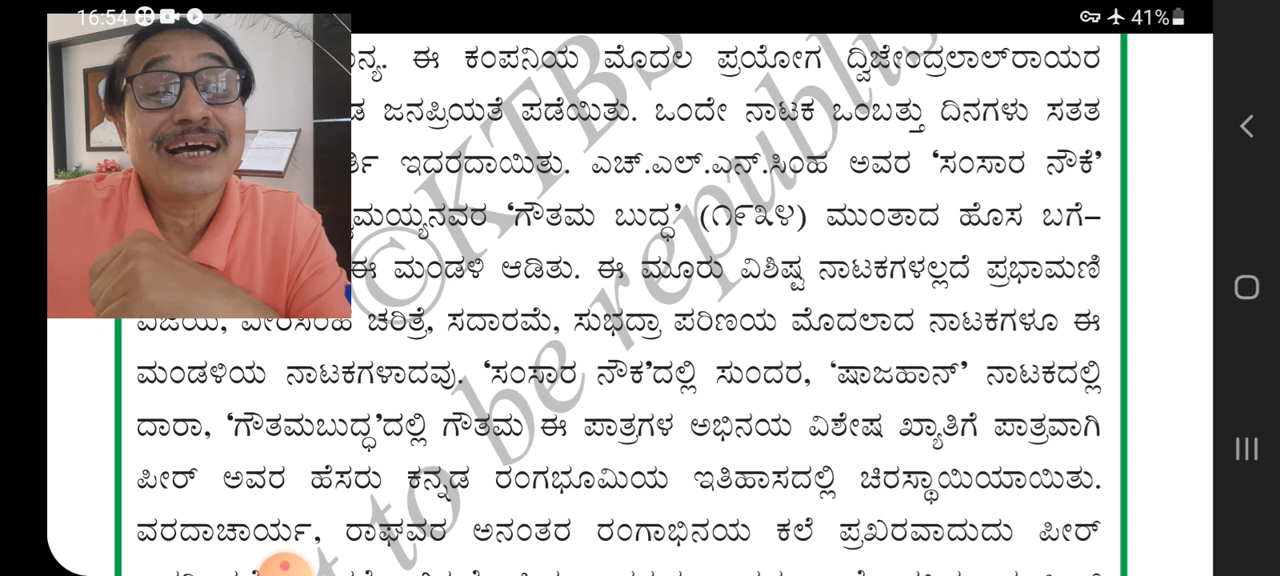 16:54 41%
ಈ ಕಂಪನಿಯ ಮೊದಲ ಪ್ರಯೋಗ ದ್ವಿಜೇಂದ್ರಲಾಲ್‌ರಾಯರ
ಜನಪ್ರಿಯತೆ ಪಡೆಯಿತು. ಒಂದೇ ನಾಟಕ ಒಂಬತ್ತು ದಿನಗಳು ಸತತ
ಇದರದಾಯಿತು. ಎಚ್.ಎಲ್.ಎನ್.ಸಿಂಹ ಅವರ ‘ಸಂಸಾರ ನೌಕೆ’
‘ಗೌತಮ ಬುದ್ಧ’ (೧೯೩೪) ಮುಂತಾದ ಹೊಸ ಬಗೆ–
ಈ ಮಂಡಳಿ ಆಡಿತು. ಈ ಮೂರು ವಿಶಿಷ್ಟ ನಾಟಕಗಳಲ್ಲದೆ ಪ್ರಭಾಮಣಿ
ಚರಿತ್ರೆ, ಸದಾರಮೆ, ಸುಭದ್ರಾ ಪರಿಣಯ ಮೊದಲಾದ ನಾಟಕಗಳೂ ಈ
ಮಂಡಳಿಯ ನಾಟಕಗಳಾದವು. ‘ಸಂಸಾರ ನೌಕ’ದಲ್ಲಿ ಸುಂದರ, ‘ಷಾಜಹಾನ್’ ನಾಟಕದಲ್ಲಿ
ದಾರಾ, ‘ಗೌತಮಬುದ್ಧ’ದಲ್ಲಿ ಗೌತಮ ಈ ಪಾತ್ರಗಳ ಅಭಿನಯ ವಿಶೇಷ ಖ್ಯಾತಿಗೆ ಪಾತ್ರವಾಗಿ
ಪೀರ್ ಅವರ ಹೆಸರು ಕನ್ನಡ ರಂಗಭೂಮಿಯ ಇತಿಹಾಸದಲ್ಲಿ ಚಿರಸ್ಥಾಯಿಯಾಯಿತು.
ವರದಾಚಾರ್ಯ, ರಾಘವರ ಅನಂತರ ರಂಗಾಭಿನಯ ಕಲೆ ಪ್ರಖರವಾದುದು ಪೀರ್
©KTBS
be republis